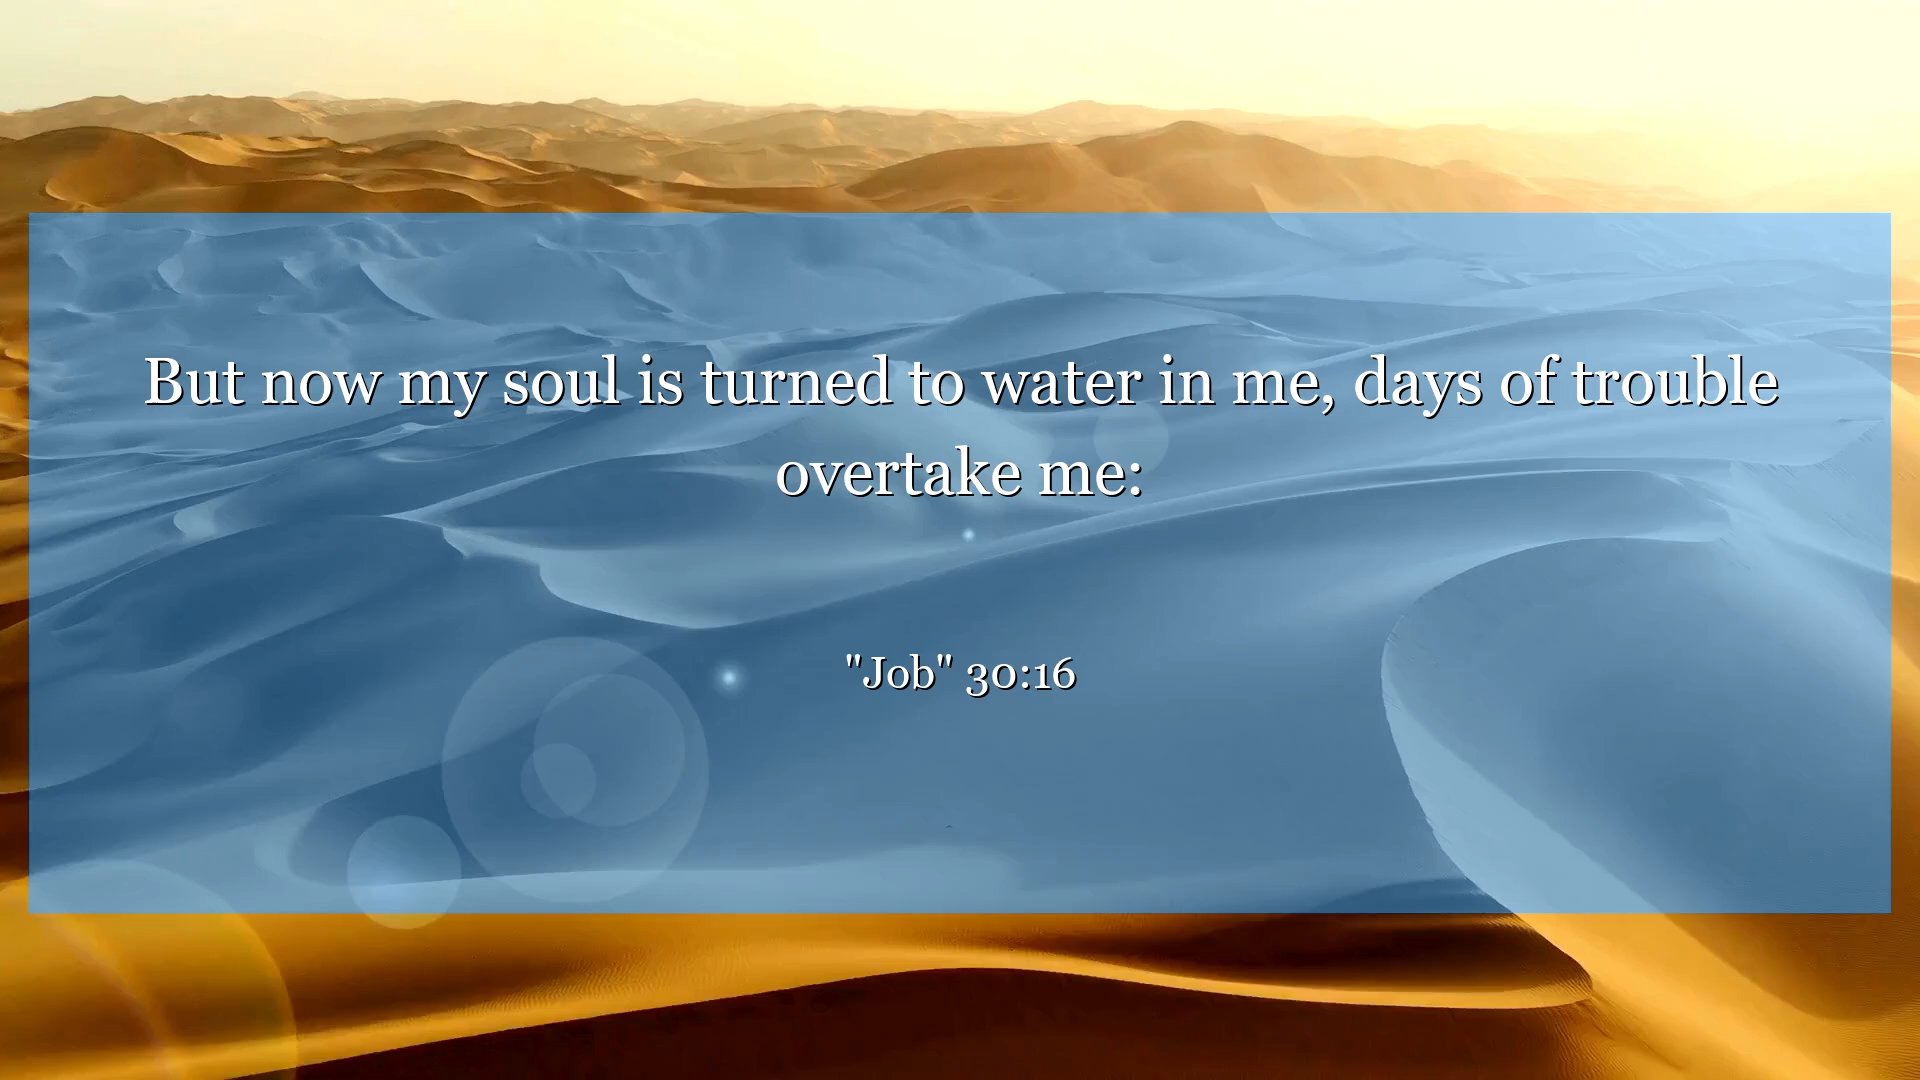 But now my soul is turned to water in me, days of trouble
overtake me:
"Job" 30:16